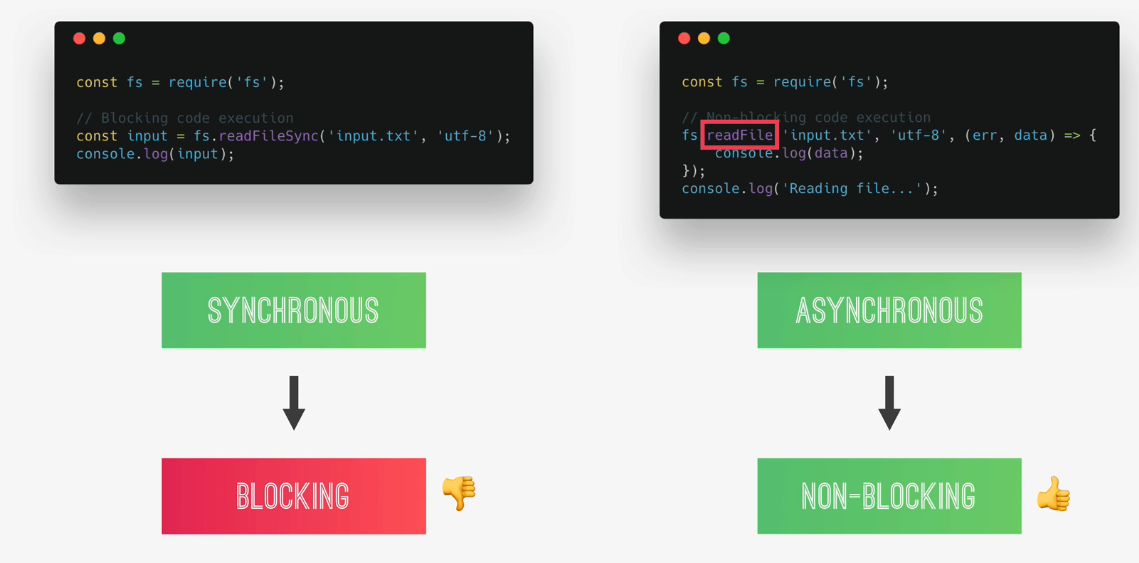 const fs = require('fs');
// Blocking code execution
const input = fs.readFileSync('input.txt', 'utf-8');
console.log(input);
const fs = require('fs');
// Non-blocking code execution
fs readFile 'input.txt', 'utf-8', (err, data) => {
console.log(data);
});
console.log('Reading file...');
SYNCHRONOUS
ASYNCHRONOUS
BLOCKING
NON-BLOCKING